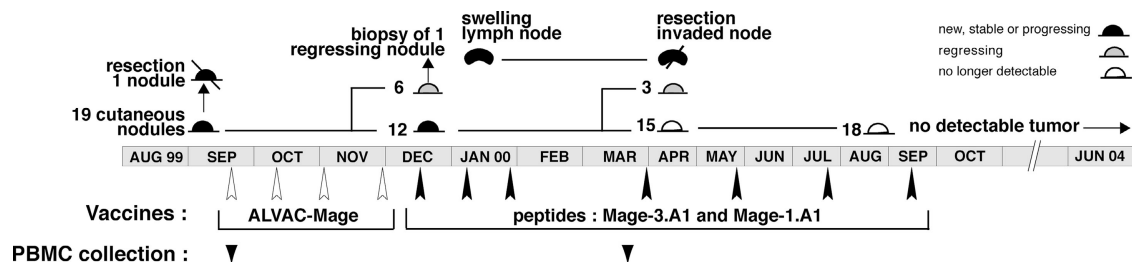 swelling
lymph node
resection
invaded node
biopsy of 1
regressing nodule
new, stable or progressing
regressing
no longer detectable
resection
1 nodule
6
3
19 cutaneous
nodules
12
15
18
no detectable tumor
AUG 99 SEP OCT NOV DEC JAN 00 FEB MAR APR MAY JUN JUL AUG SEP OCT // JUN 04
Vaccines : ALVAC-Mage peptides : Mage-3.A1 and Mage-1.A1
PBMC collection :